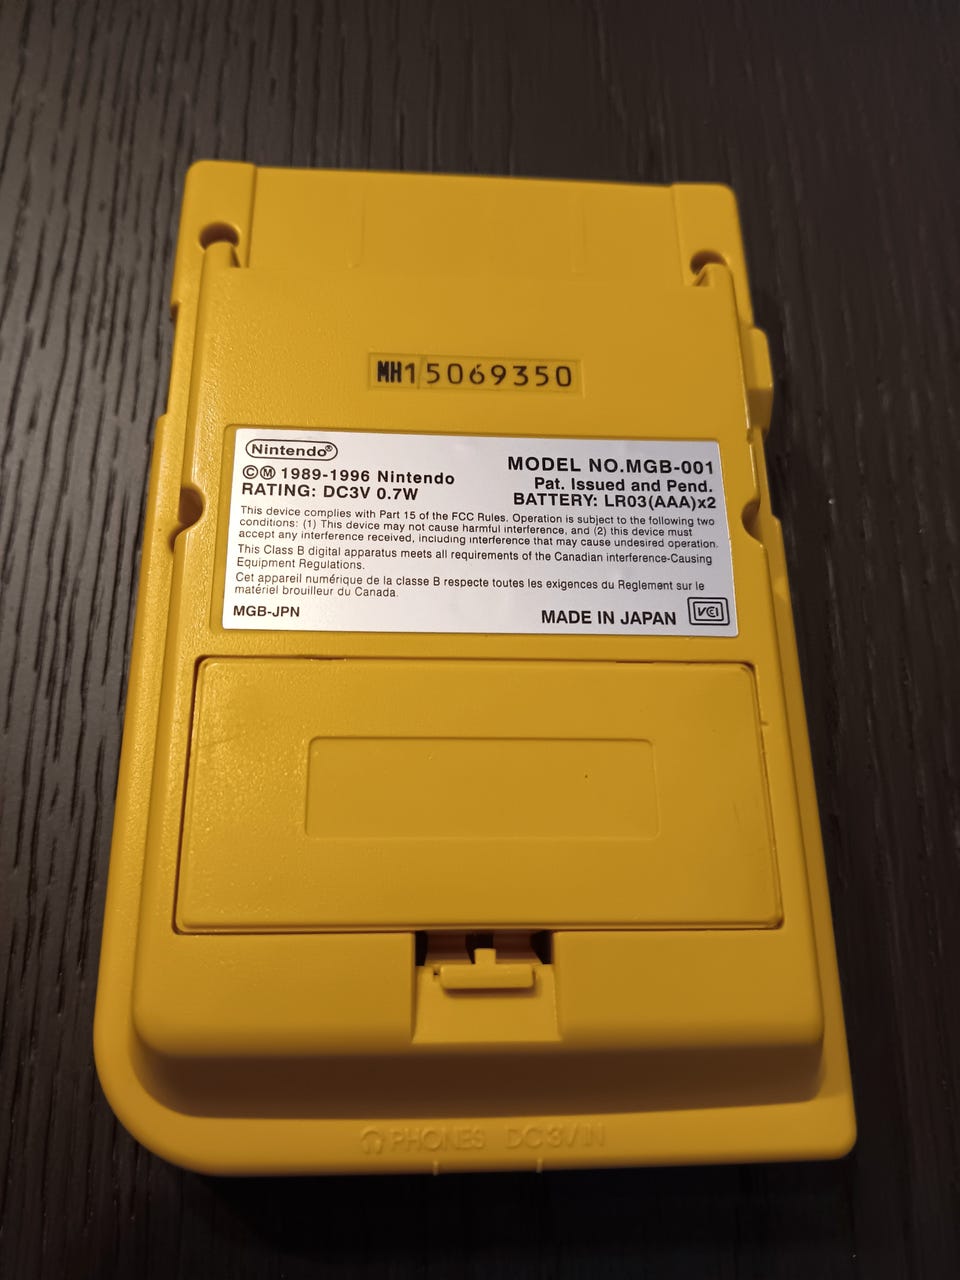 MH15069350
Nintendo®
©Ⓜ 1989-1996 Nintendo
RATING: DC3V 0.7W
MODEL NO.MGB-001
Pat. Issued and Pend.
BATTERY: LR03(AAA)x2
This device complies with Part 15 of the FCC Rules. Operation is subject to the following two
conditions: (1) This device may not cause harmful interference, and (2) this device must
accept any interference received, including interference that may cause undesired operation.
This Class B digital apparatus meets all requirements of the Canadian interference-Causing
Equipment Regulations.
Cet appareil numérique de la classe B respecte toutes les exigences du Reglement sur le
matériel brouilleur du Canada.
MGB-JPN
MADE IN JAPAN
VCI
PHONES DC3V IN